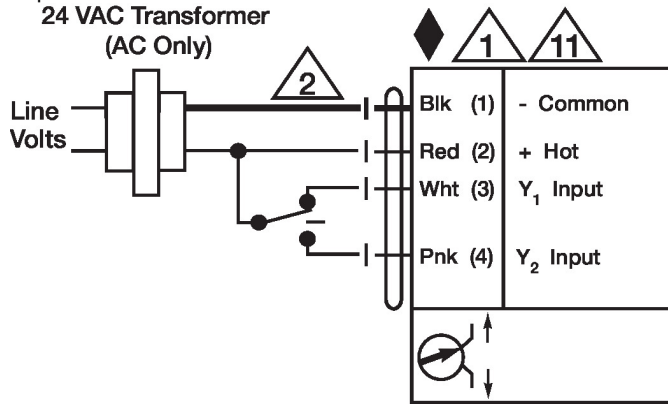 24 VAC Transformer
(AC Only)
1
11
2
Line
Volts
Blk (1) - Common
Red (2) + Hot
Wht (3) Y₁ Input
Pnk (4) Y₂ Input